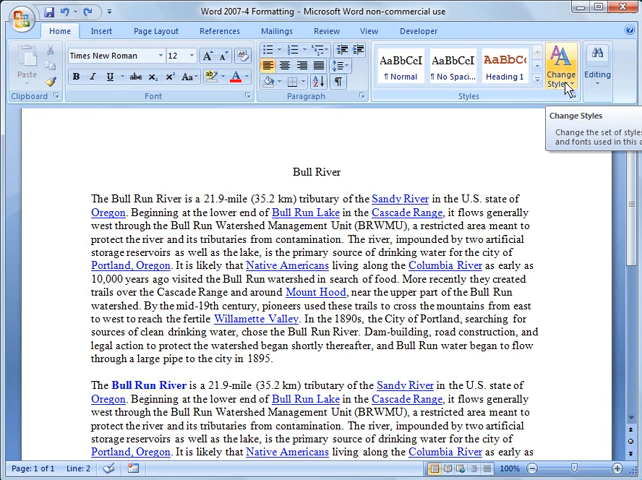 Word 2007-4 Formatting - Microsoft Word non-commercial use
Home Insert Page Layout References Mailings Review View Developer
Paste
Times New Roman 12
B I U abc x₂ x² Aa A
AaBbCcI AaBbCcI AaBbC
¶ Normal ¶ No Spaci... Heading 1
Change Styles
Editing
Clipboard Font Paragraph Styles
Change Styles
Change the set of style
and fonts used in this
Bull River
The Bull Run River is a 21.9-mile (35.2 km) tributary of the Sandy River in the U.S. state of
Oregon. Beginning at the lower end of Bull Run Lake in the Cascade Range, it flows generally
west through the Bull Run Watershed Management Unit (BRWMU), a restricted area meant to
protect the river and its tributaries from contamination. The river, impounded by two artificial
storage reservoirs as well as the lake, is the primary source of drinking water for the city of
Portland, Oregon. It is likely that Native Americans living along the Columbia River as early as
10,000 years ago visited the Bull Run watershed in search of food. More recently they created
trails over the Cascade Range and around Mount Hood, near the upper part of the Bull Run
watershed. By the mid-19th century, pioneers used these trails to cross the mountains from east
to west to reach the fertile Willamette Valley. In the 1890s, the City of Portland, searching for
sources of clean drinking water, chose the Bull Run River. Dam-building, road construction, and
legal action to protect the watershed began shortly thereafter, and Bull Run water began to flow
through a large pipe to the city in 1895.
The Bull Run River is a 21.9-mile (35.2 km) tributary of the Sandy River in the U.S. state of
Oregon. Beginning at the lower end of Bull Run Lake in the Cascade Range, it flows generally
west through the Bull Run Watershed Management Unit (BRWMU), a restricted area meant to
protect the river and its tributaries from contamination. The river, impounded by two artificial
storage reservoirs as well as the lake, is the primary source of drinking water for the city of
Portland, Oregon. It is likely that Native Americans living along the Columbia River as early as
Page: 1 of 1 Line: 2 100%